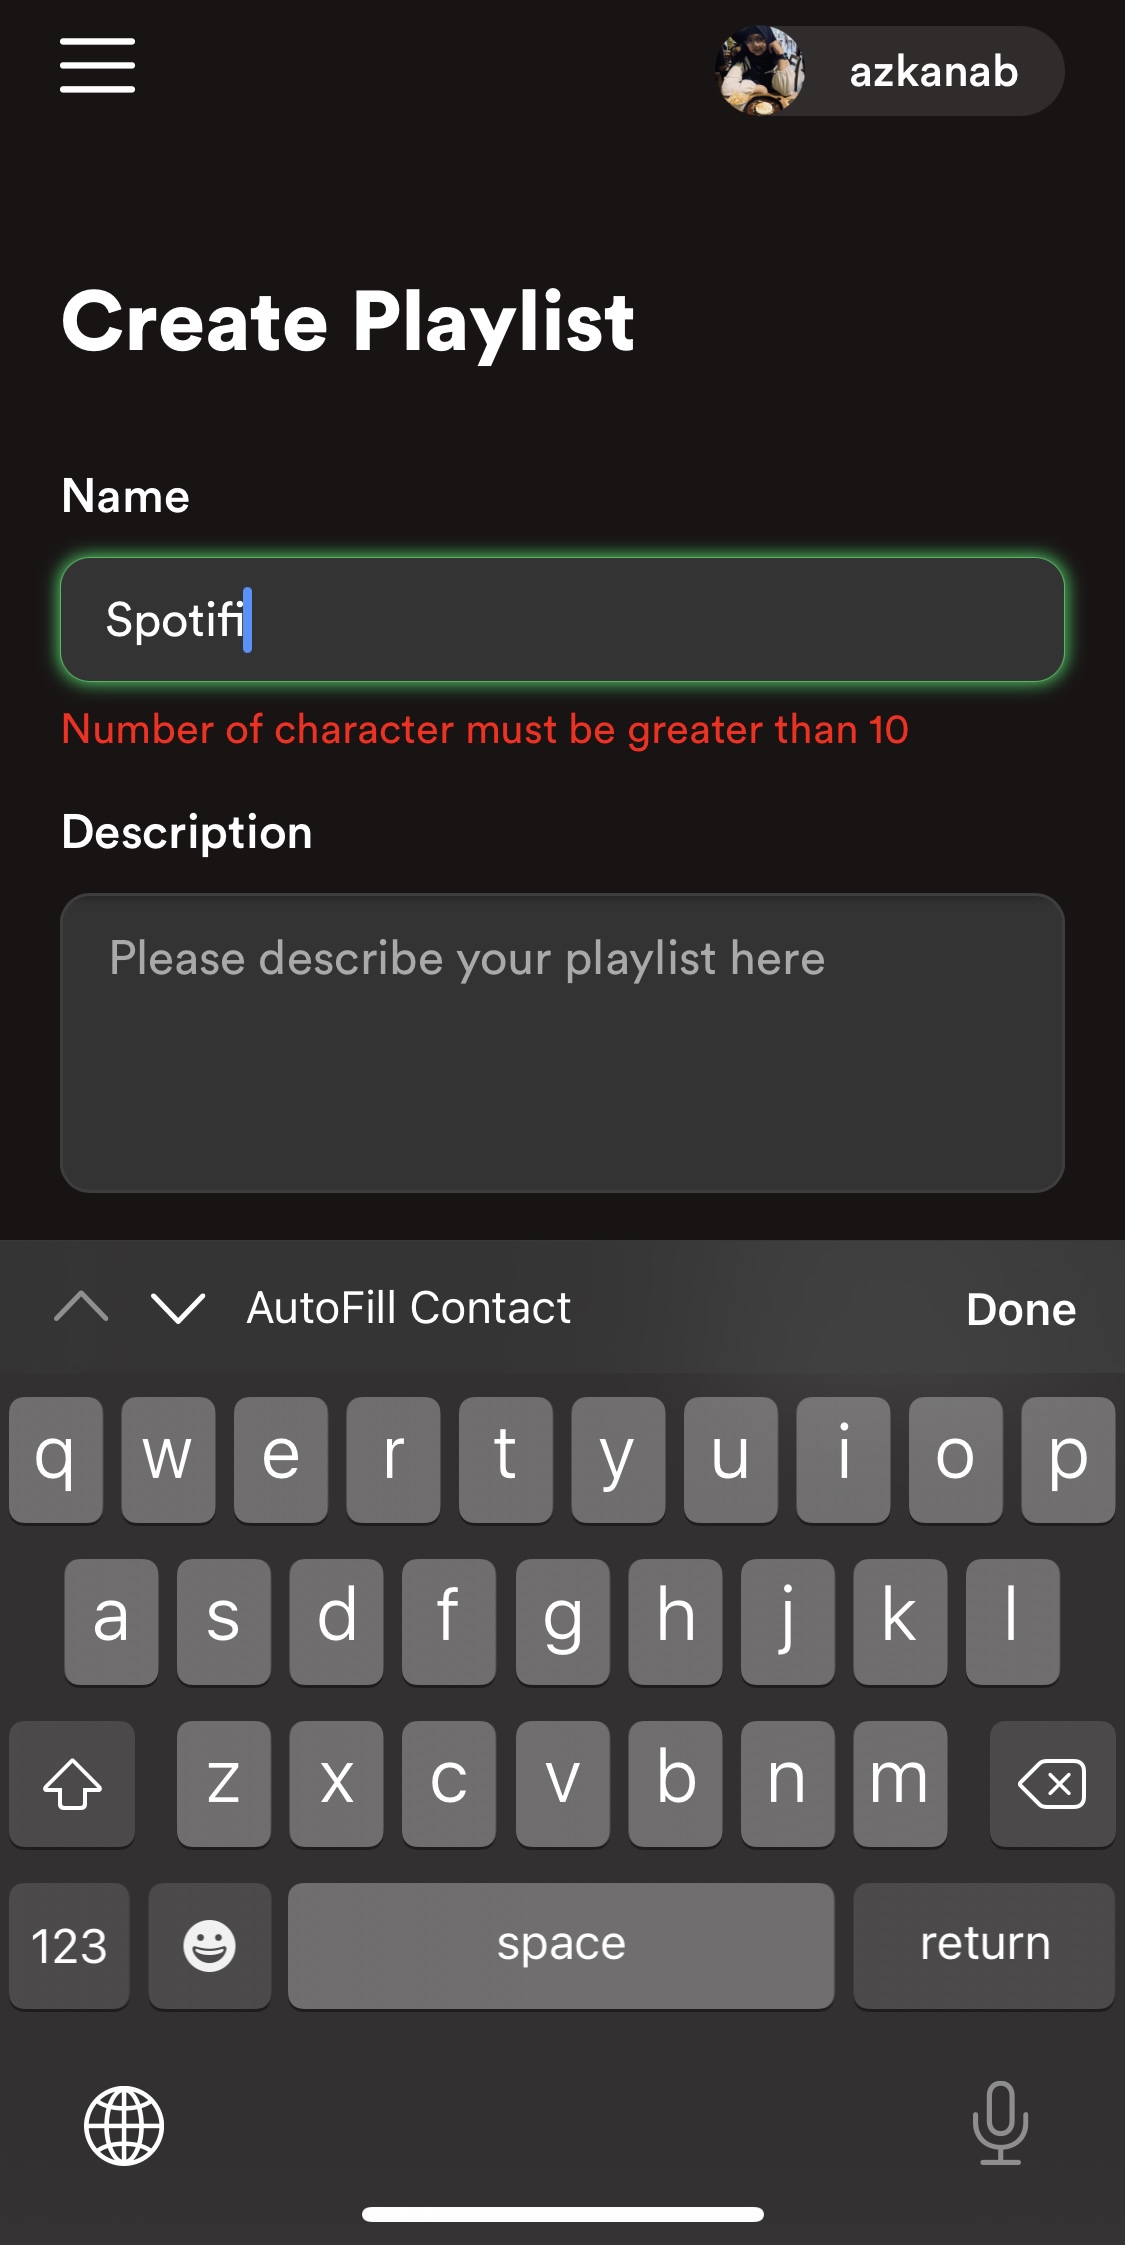 azkanab
Create Playlist
Name
Spotifi
Number of character must be greater than 10
Description
Please describe your playlist here
AutoFill Contact Done
q w e r t y u i o p
a s d f g h j k l
z x c v b n m
123 space return